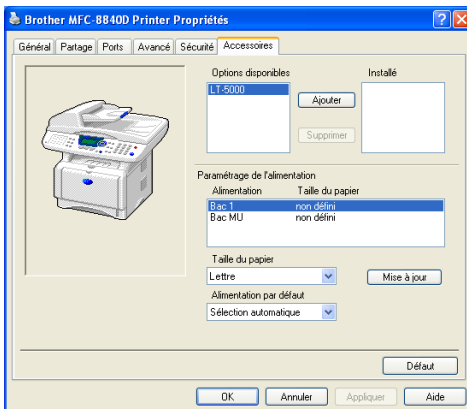 Brother MFC-8840D Printer Propriétés
Général Partage Ports Avancé Sécurité Accessoires
Options disponibles Installé
LT-5000
Ajouter
Supprimer
Paramétrage de l'alimentation
Alimentation Taille du papier
Bac 1 non défini
Bac MU non défini
Taille du papier
Lettre Mise à jour
Alimentation par défaut
Sélection automatique
Défaut
OK Annuler Appliquer Aide